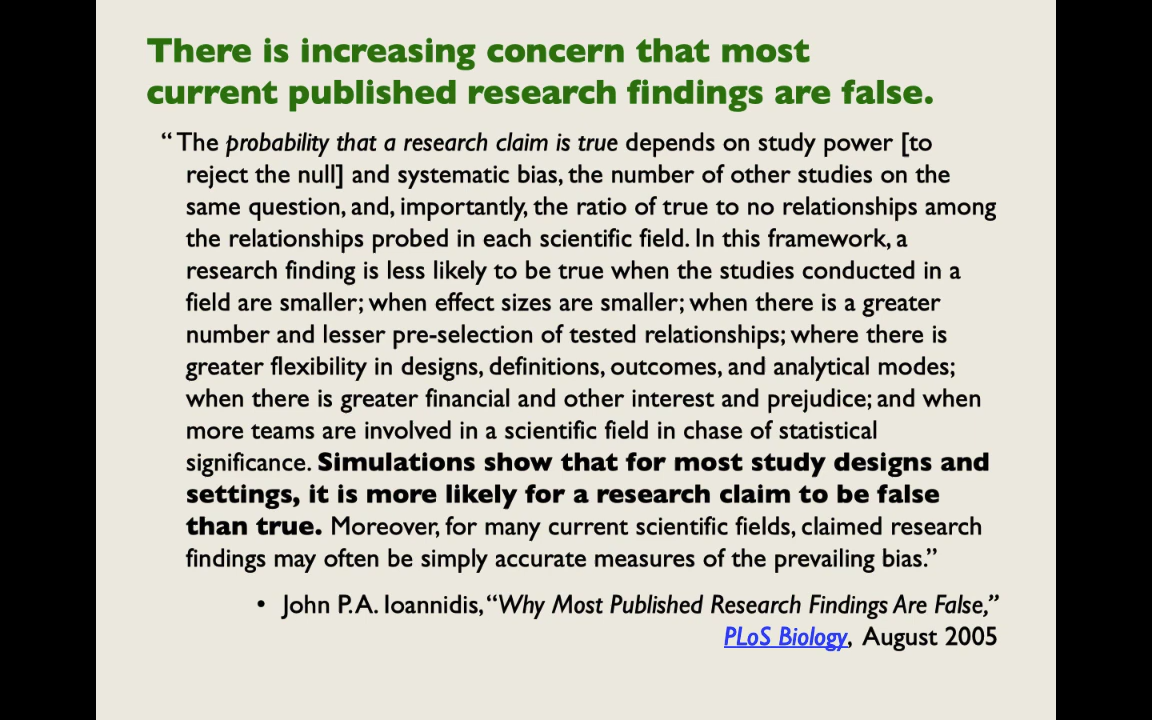 There is increasing concern that most
current published research findings are false.
“The probability that a research claim is true depends on study power [to
reject the null] and systematic bias, the number of other studies on the
same question, and, importantly, the ratio of true to no relationships among
the relationships probed in each scientific field. In this framework, a
research finding is less likely to be true when the studies conducted in a
field are smaller; when effect sizes are smaller; when there is a greater
number and lesser pre-selection of tested relationships; where there is
greater flexibility in designs, definitions, outcomes, and analytical modes;
when there is greater financial and other interest and prejudice; and when
more teams are involved in a scientific field in chase of statistical
significance. Simulations show that for most study designs and
settings, it is more likely for a research claim to be false
than true. Moreover, for many current scientific fields, claimed research
findings may often be simply accurate measures of the prevailing bias.”
• John P.A. Ioannidis, “Why Most Published Research Findings Are False,”
PLoS Biology, August 2005